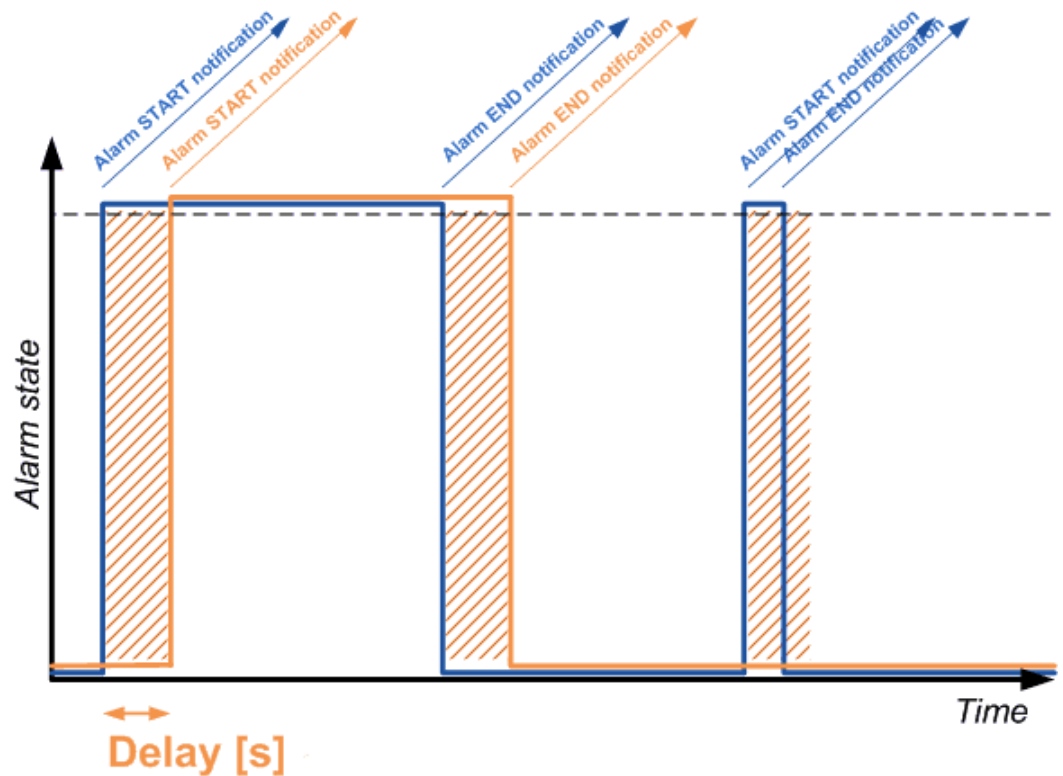 Alarm START notification
Alarm START notification
Alarm END notification
Alarm END notification
Alarm START notification
Alarm END notification
Alarm state
Time
Delay [s]